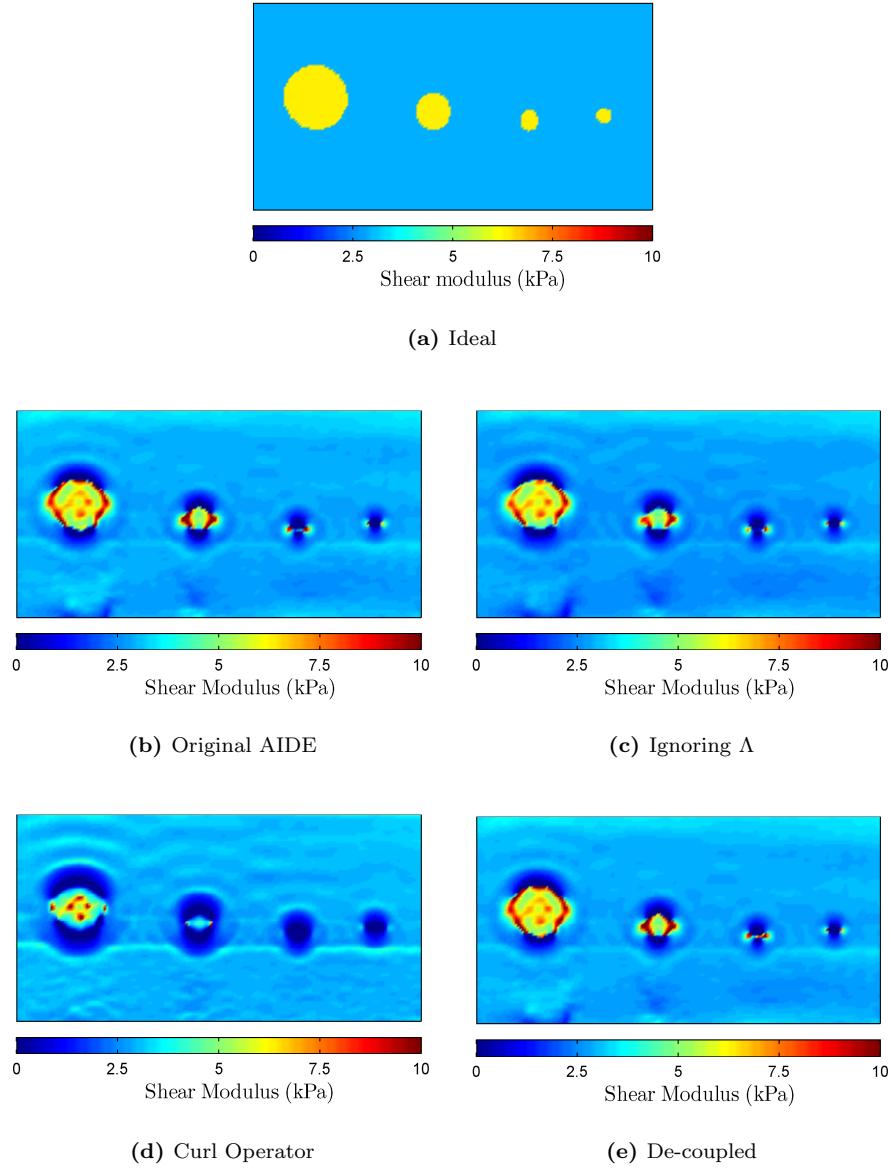 0 2.5 5 7.5 10
Shear modulus (kPa)
(a) Ideal
0 2.5 5 7.5 10
Shear Modulus (kPa)
(b) Original AIDE
0 2.5 5 7.5 10
Shear Modulus (kPa)
(c) Ignoring Λ
0 2.5 5 7.5 10
Shear Modulus (kPa)
(d) Curl Operator
0 2.5 5 7.5 10
Shear Modulus (kPa)
(e) De-coupled